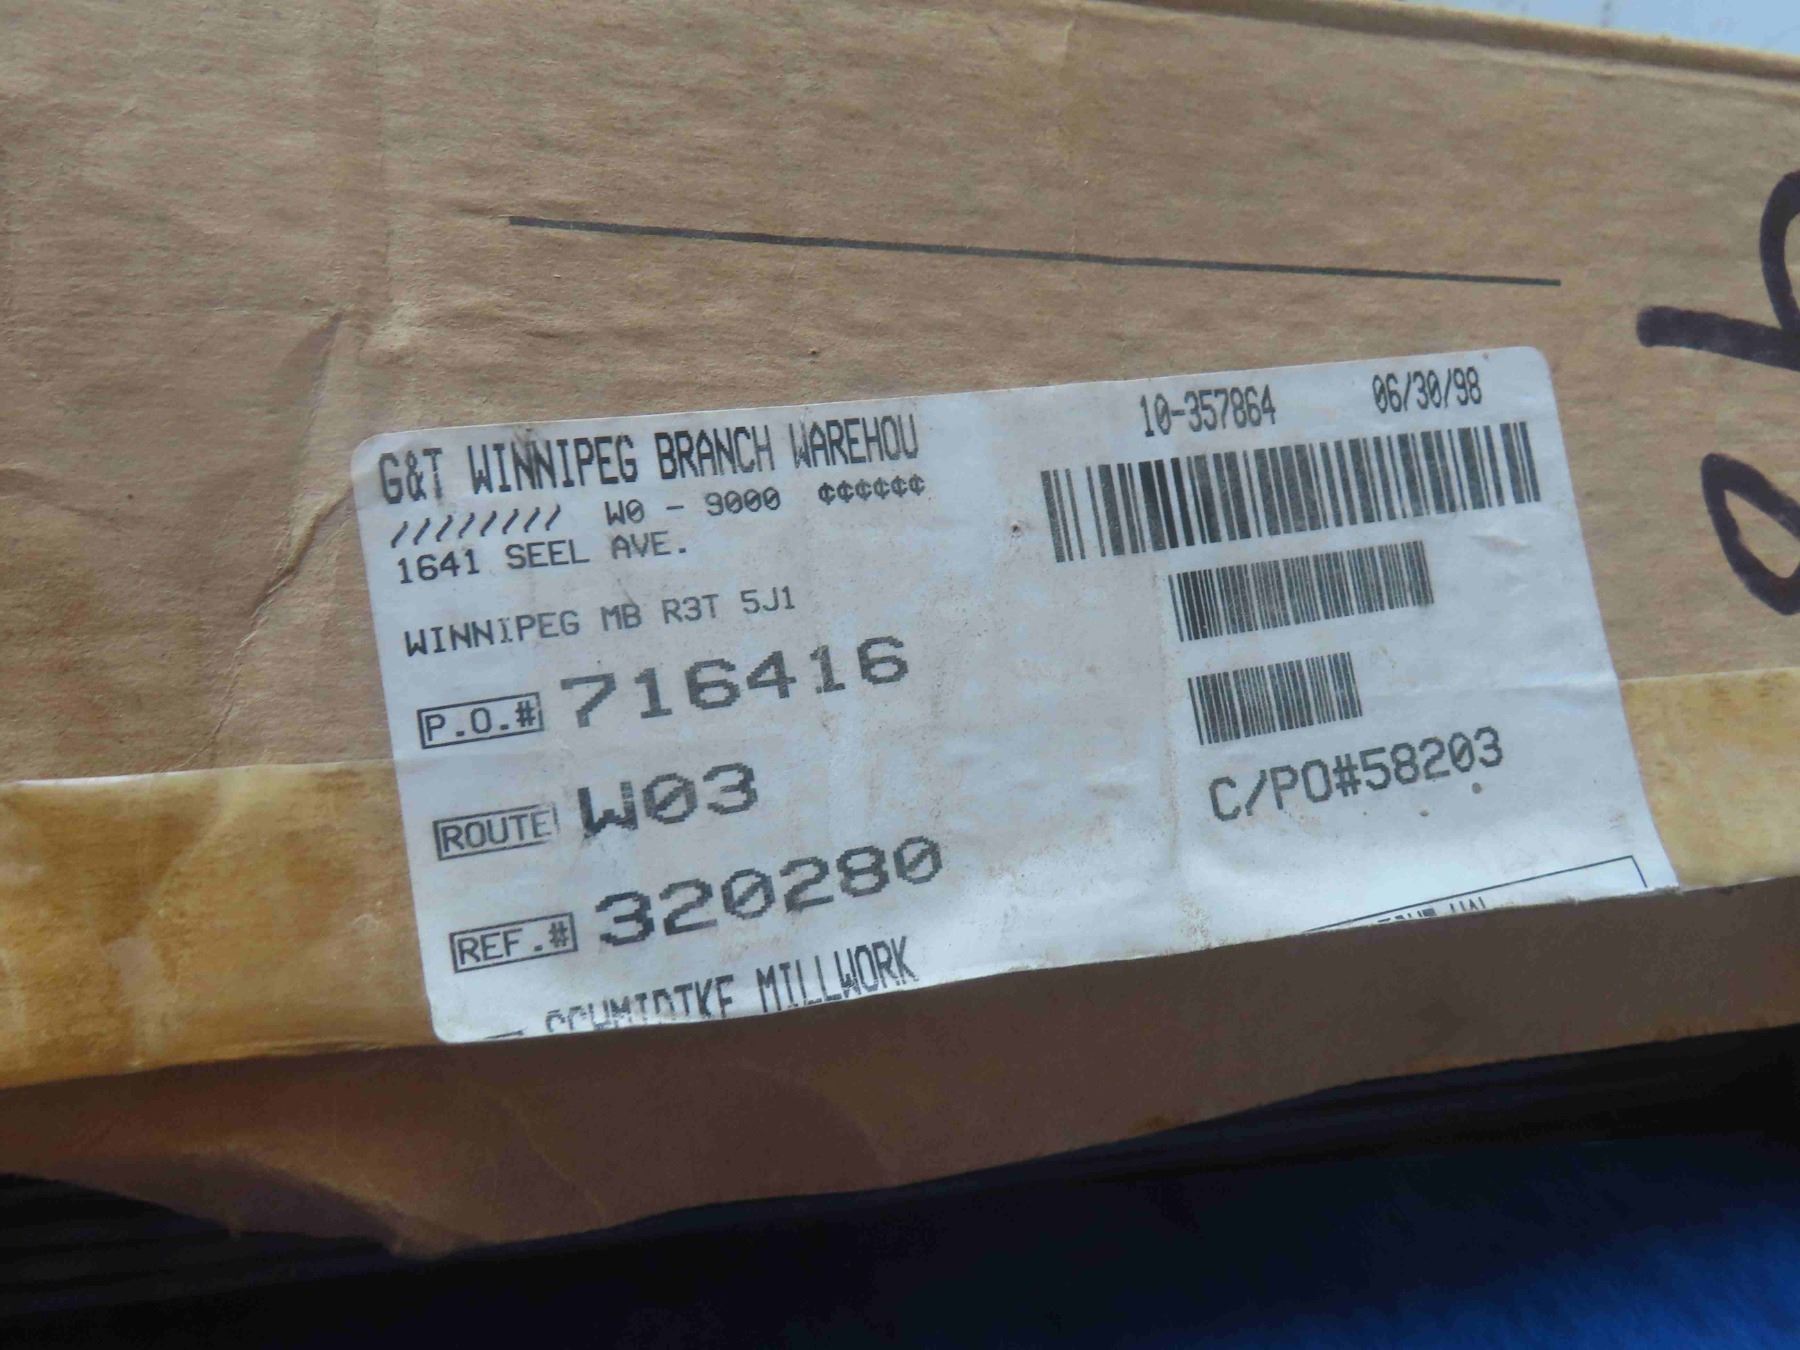 G&T WINNIPEG BRANCH WAREHOU
10-357864 06/30/98
//////// W0 - 9000 ¢¢¢¢¢¢
1641 SEEL AVE.
WINNIPEG MB R3T 5J1
P.O.# 716416
ROUTE W03
C/PO#58203
REF.# 320280
SCHMIDTKE MILLWORK